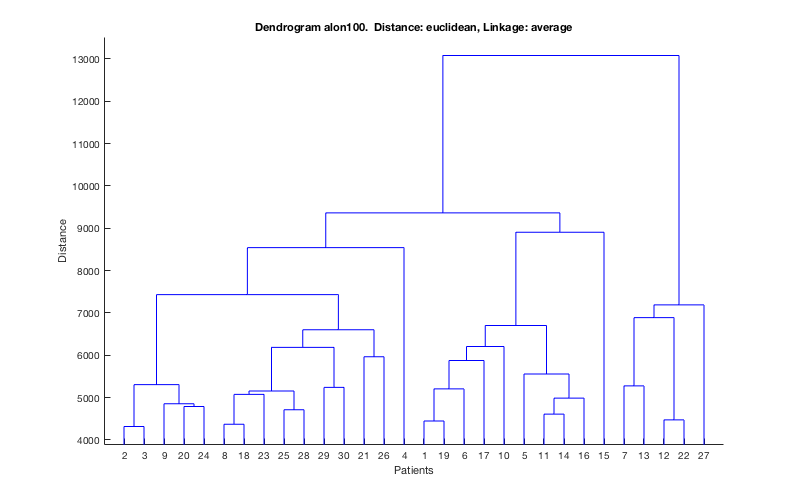 Dendrogram alon100.  Distance: euclidean, Linkage: average
13000
12000
11000
10000
9000
8000
7000
6000
5000
4000
Distance
2 3 9 20 24 8 18 23 25 28 29 30 21 26 4 1 19 6 17 10 5 11 14 16 15 7 13 12 22 27
Patients